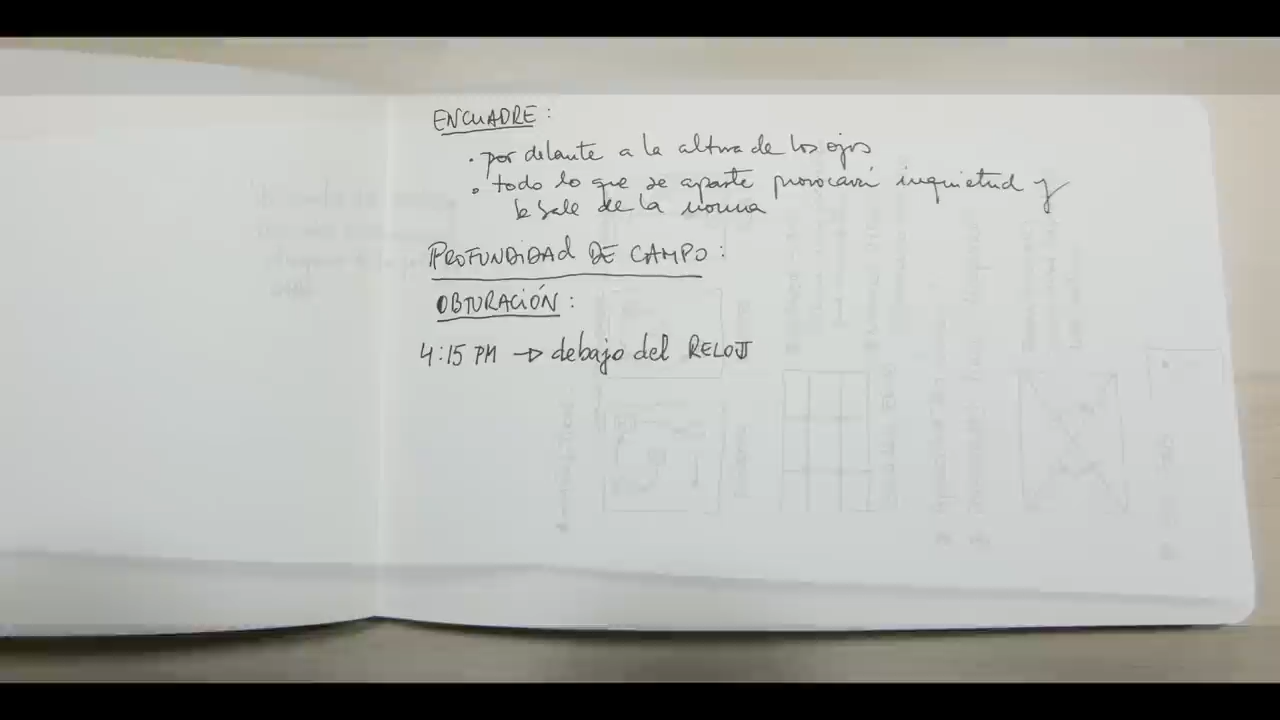 ENCUADRE:
• por delante a la altura de los ojos
• todo lo que se aparte provocará inquietud y
se sale de la norma
PROFUNDIDAD DE CAMPO:
OBTURACIÓN:
4:15 PM → debajo del RELOJ